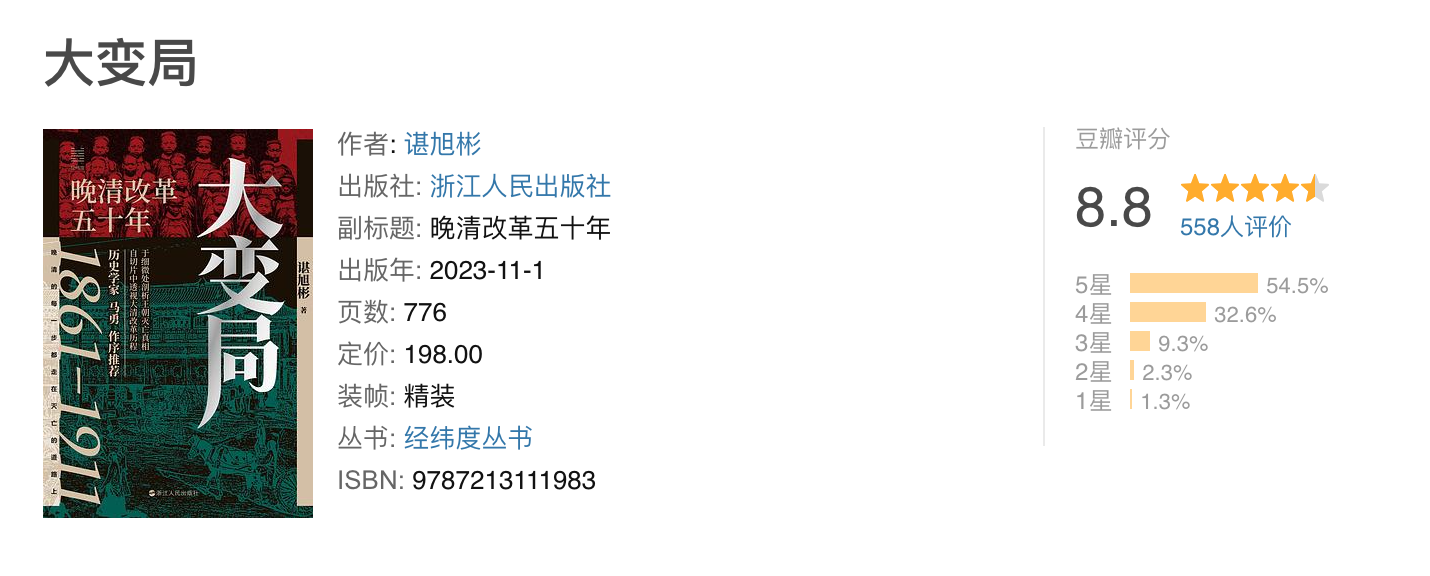 大变局
晚清改革
五十年
大变局
1861—1911
谌旭彬 著
于细微处剖析王朝灭亡真相
自切片中透视大清改革历程
历史学家 马勇 作序推荐
晚清的每一步都走在灭亡的道路上
浙江人民出版社
作者: 谌旭彬
出版社: 浙江人民出版社
副标题: 晚清改革五十年
出版年: 2023-11-1
页数: 776
定价: 198.00
装帧: 精装
丛书: 经纬度丛书
ISBN: 9787213111983
豆瓣评分
8.8
558人评价
5星 54.5%
4星 32.6%
3星 9.3%
2星 2.3%
1星 1.3%